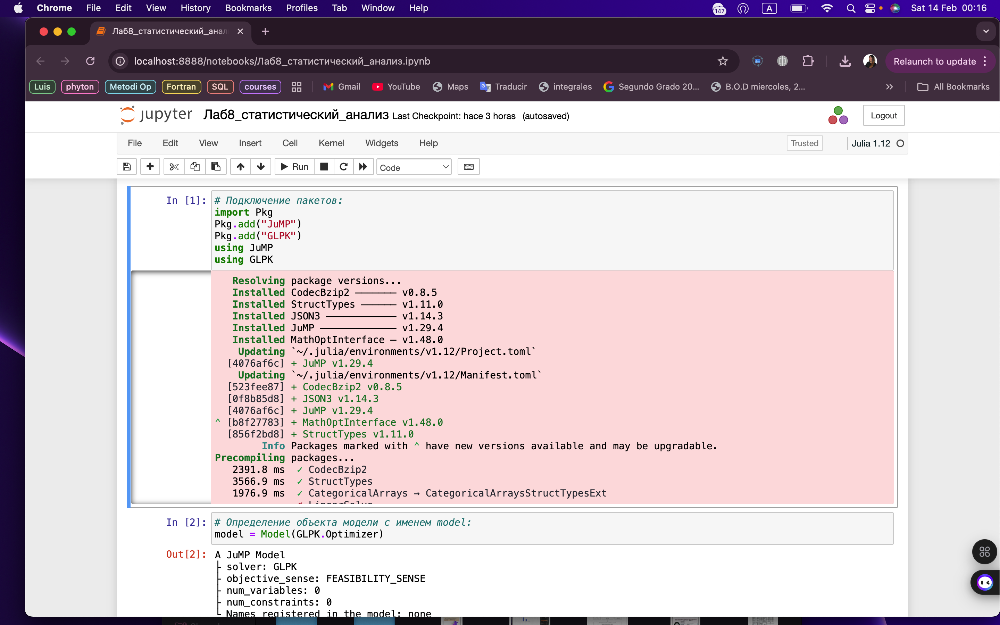 Chrome File Edit View History Bookmarks Profiles Tab Window Help 147 A Sat 14 Feb 00:16
Лаб8_статистический_анал
localhost:8888/notebooks/Лаб8_статистический_анализ.ipynb Relaunch to update
Luis phyton Metodi Op Fortran SQL courses Gmail YouTube Maps Traducir integrales Segundo Grado 20... B.O.D miercoles, 2... All Bookmarks
jupyter Лаб8_статистический_анализ Last Checkpoint: hace 3 horas (autosaved) Logout
File Edit View Insert Cell Kernel Widgets Help Trusted Julia 1.12
Run Code
In [1]: # Подключение пакетов:
import Pkg
Pkg.add("JuMP")
Pkg.add("GLPK")
using JuMP
using GLPK
Resolving package versions...
Installed CodecBzip2 ─────── v0.8.5
Installed StructTypes ────── v1.11.0
Installed JSON3 ──────────── v1.14.3
Installed JuMP ───────────── v1.29.4
Installed MathOptInterface ─ v1.48.0
Updating `~/.julia/environments/v1.12/Project.toml`
[4076af6c] + JuMP v1.29.4
Updating `~/.julia/environments/v1.12/Manifest.toml`
[523fee87] + CodecBzip2 v0.8.5
[0f8b85d8] + JSON3 v1.14.3
[4076af6c] + JuMP v1.29.4
^ [b8f27783] + MathOptInterface v1.48.0
[856f2bd8] + StructTypes v1.11.0
Info Packages marked with ^ have new versions available and may be upgradable.
Precompiling packages...
2391.8 ms ✓ CodecBzip2
3566.9 ms ✓ StructTypes
1976.9 ms ✓ CategoricalArrays → CategoricalArraysStructTypesExt
In [2]: # Определение объекта модели с именем model:
model = Model(GLPK.Optimizer)
Out[2]: A JuMP Model
├ solver: GLPK
├ objective_sense: FEASIBILITY_SENSE
├ num_variables: 0
├ num_constraints: 0
└ Names registered in the model: none